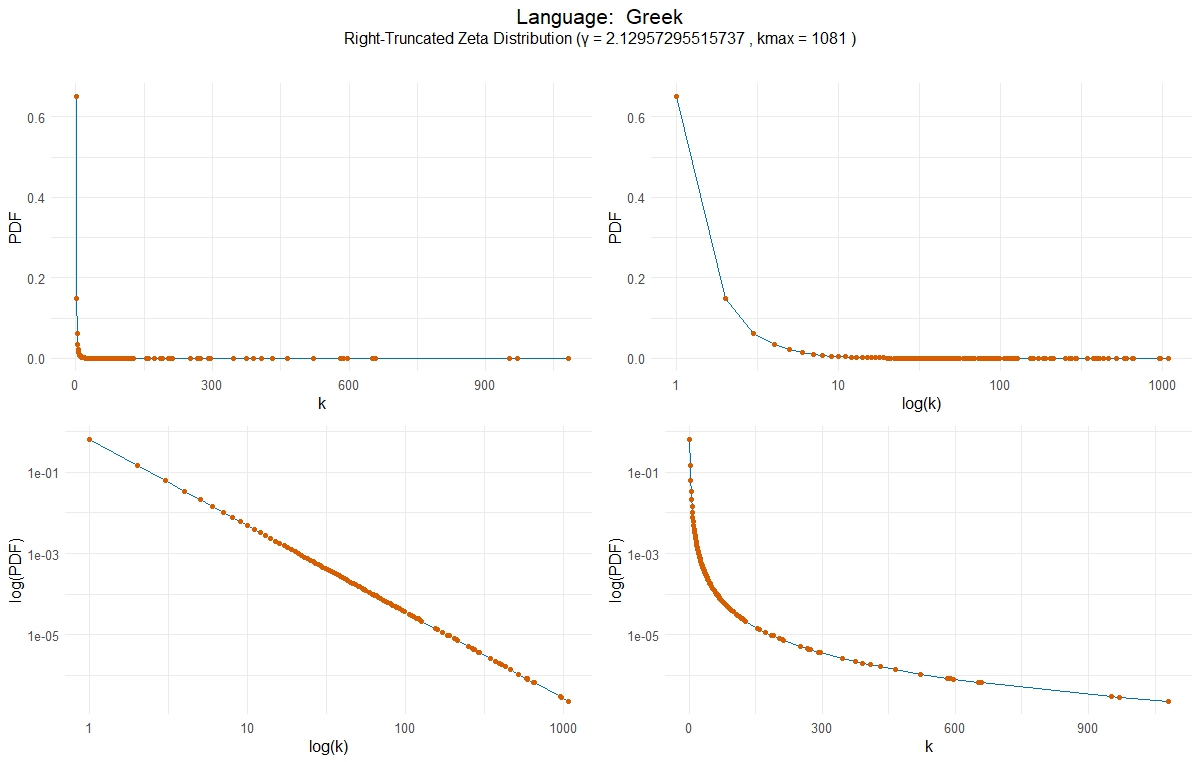 Language:  Greek
Right-Truncated Zeta Distribution (γ = 2.12957295515737 , kmax = 1081 )
PDF
0.6
0.4
0.2
0.0
0 300 600 900
k
PDF
0.6
0.4
0.2
0.0
1 10 100 1000
log(k)
log(PDF)
1e-01
1e-03
1e-05
1 10 100 1000
log(k)
log(PDF)
1e-01
1e-03
1e-05
0 300 600 900
k